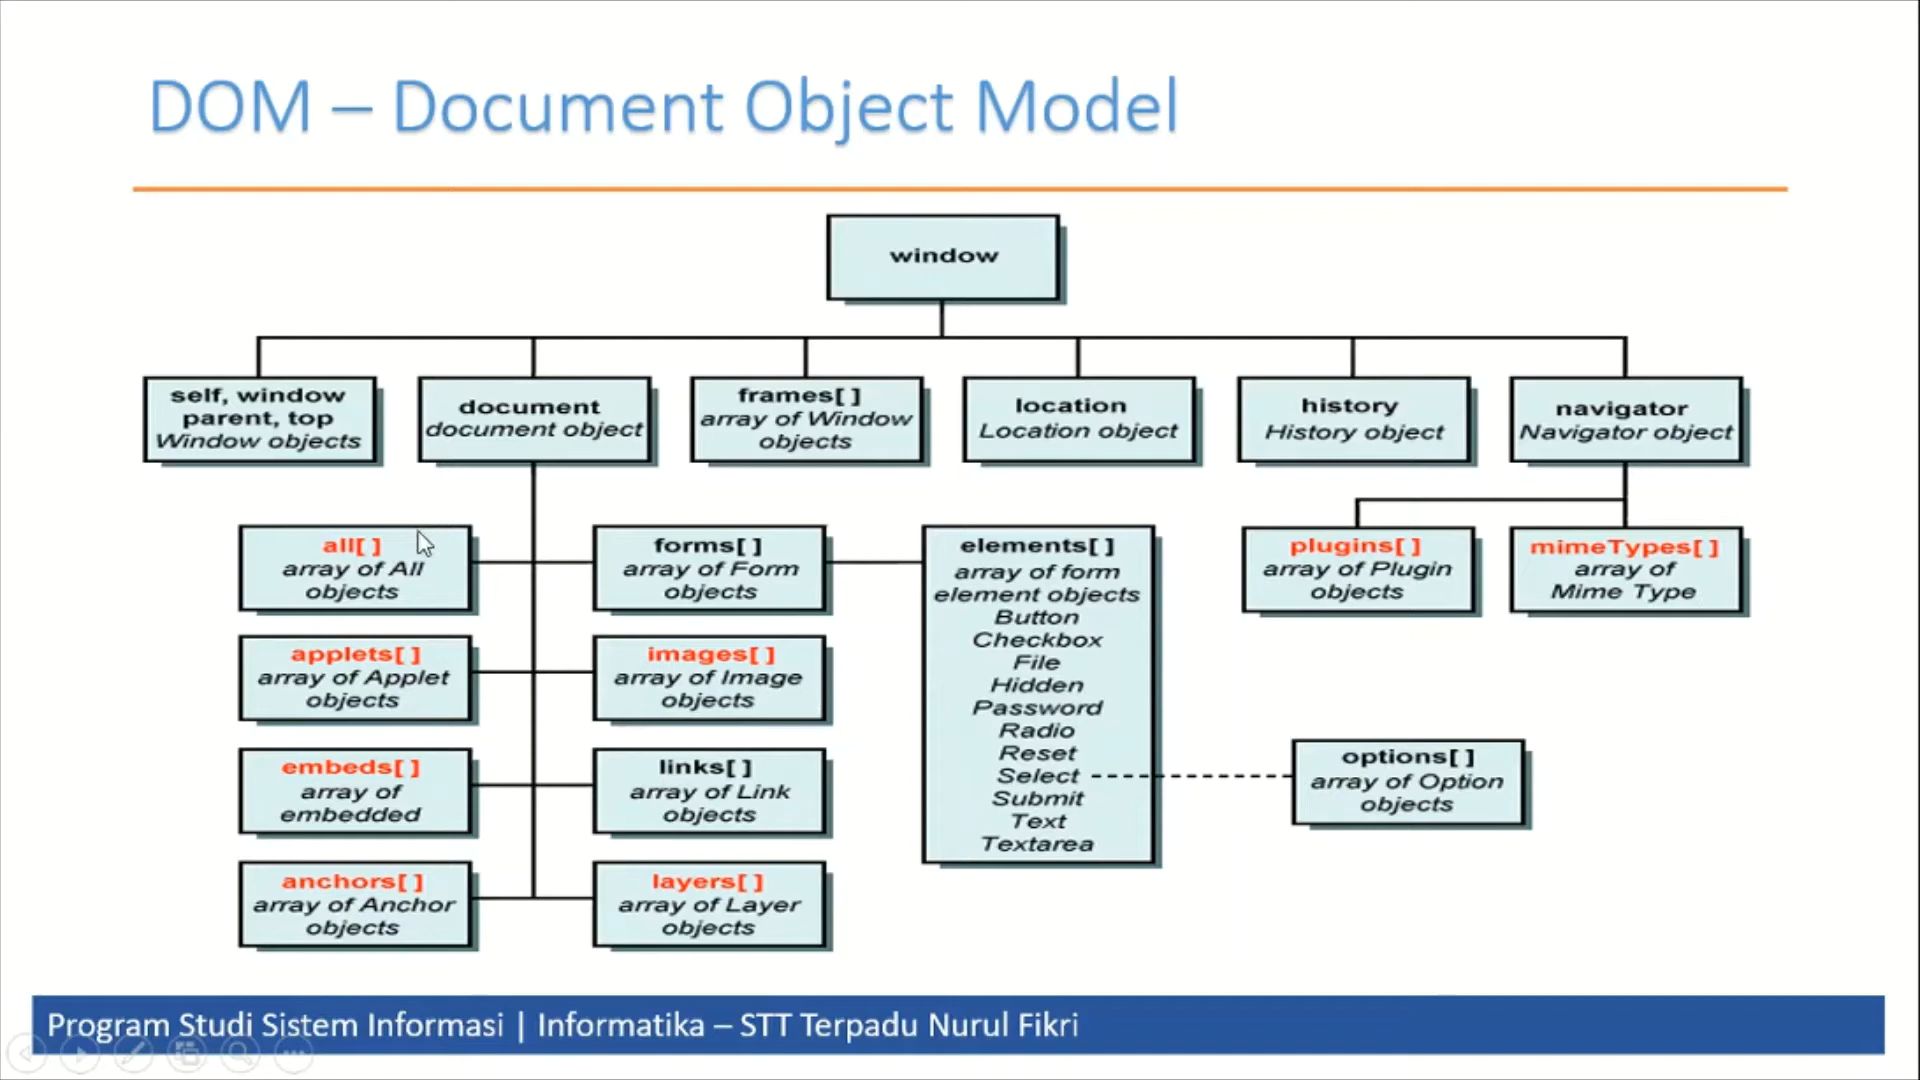 DOM – Document Object Model
window
self, window
parent, top
Window objects
document
document object
frames[ ]
array of Window
objects
location
Location object
history
History object
navigator
Navigator object
all[ ]
array of All
objects
forms[ ]
array of Form
objects
elements[ ]
array of form
element objects
Button
Checkbox
File
Hidden
Password
Radio
Reset
Select
Submit
Text
Textarea
plugins[ ]
array of Plugin
objects
mimeTypes[ ]
array of
Mime Type
applets[ ]
array of Applet
objects
images[ ]
array of Image
objects
embeds[ ]
array of
embedded
links[ ]
array of Link
objects
options[ ]
array of Option
objects
anchors[ ]
array of Anchor
objects
layers[ ]
array of Layer
objects
Program Studi Sistem Informasi | Informatika – STT Terpadu Nurul Fikri